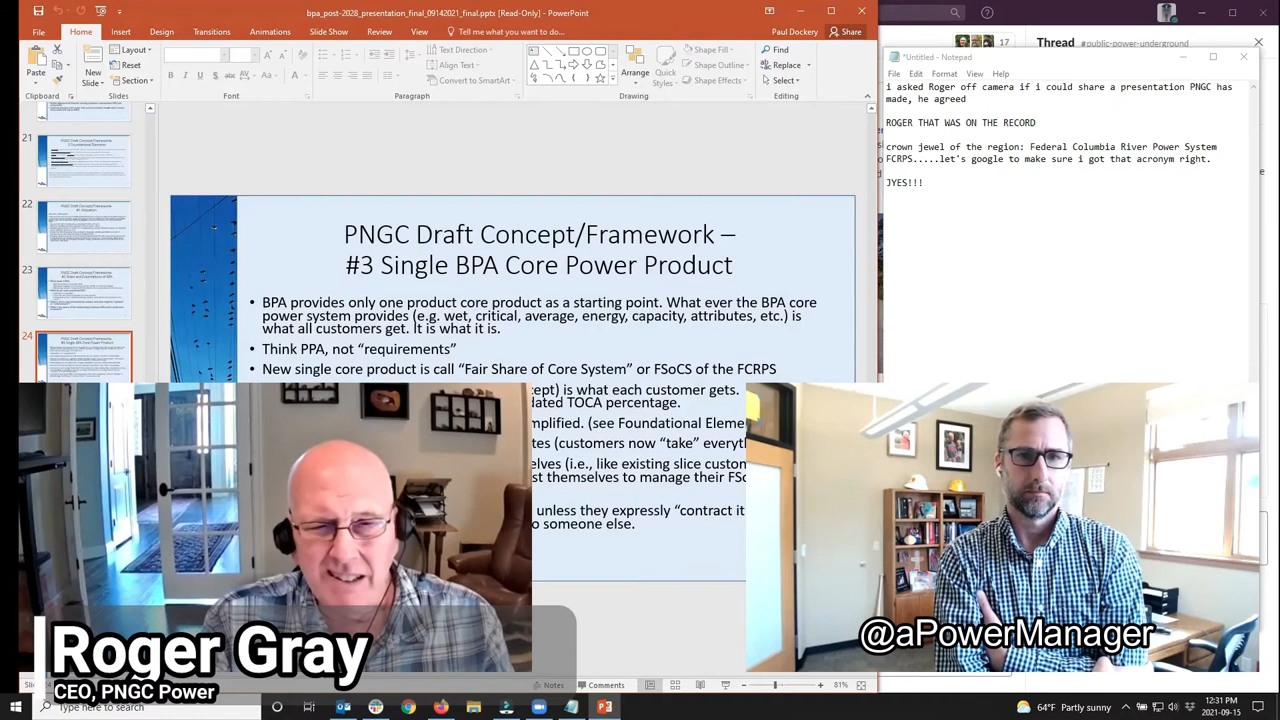 bpa_post-2028_presentation_final_09142021_final.pptx [Read-Only] - PowerPoint
File Home Insert Design Transitions Animations Slide Show Review View Tell me what you want to do... Paul Dockery Share
Paste
Clipboard
New Slide
Layout
Reset
Section
Slides
Font
Paragraph
Text Direction
Align Text
Convert to SmartArt
Arrange
Quick Styles
Shape Fill
Shape Outline
Shape Effects
Drawing
Find
Replace
Select
Editing
21
22
23
24
PNGC Draft Concept/Framework –
#3 Single BPA Core Power Product
• BPA provides only one product core product as a starting point. What ever the BPA core
power system provides (e.g. wet, critical, average, energy, capacity, attributes, etc.) is
what all customers get. It is what it is.
• Think PPA, not "requirements"
• New single core product is call "Fair Share of Core System" or FSoCS of the FCRPS
cept) is what each customer gets.
dated TOCA percentage.
mplified. (see Foundational Eleme
tes (customers now "take" everyth
elves (i.e., like existing slice custom
st themselves to manage their FSo
unless they expressly "contract it
o someone else.
17
Thread #public-power-underground
*Untitled - Notepad
File Edit Format View Help
i asked Roger off camera if i could share a presentation PNGC has
made, he agreed
ROGER THAT WAS ON THE RECORD
crown jewel of the region: Federal Columbia River Power System
FCRPS.....let's google to make sure i got that acronym right.
JYES!!!
Roger Gray
CEO, PNGC Power
@aPowerManager
Notes Comments 81%
Type here to search
64°F Partly sunny
12:31 PM
2021-09-15